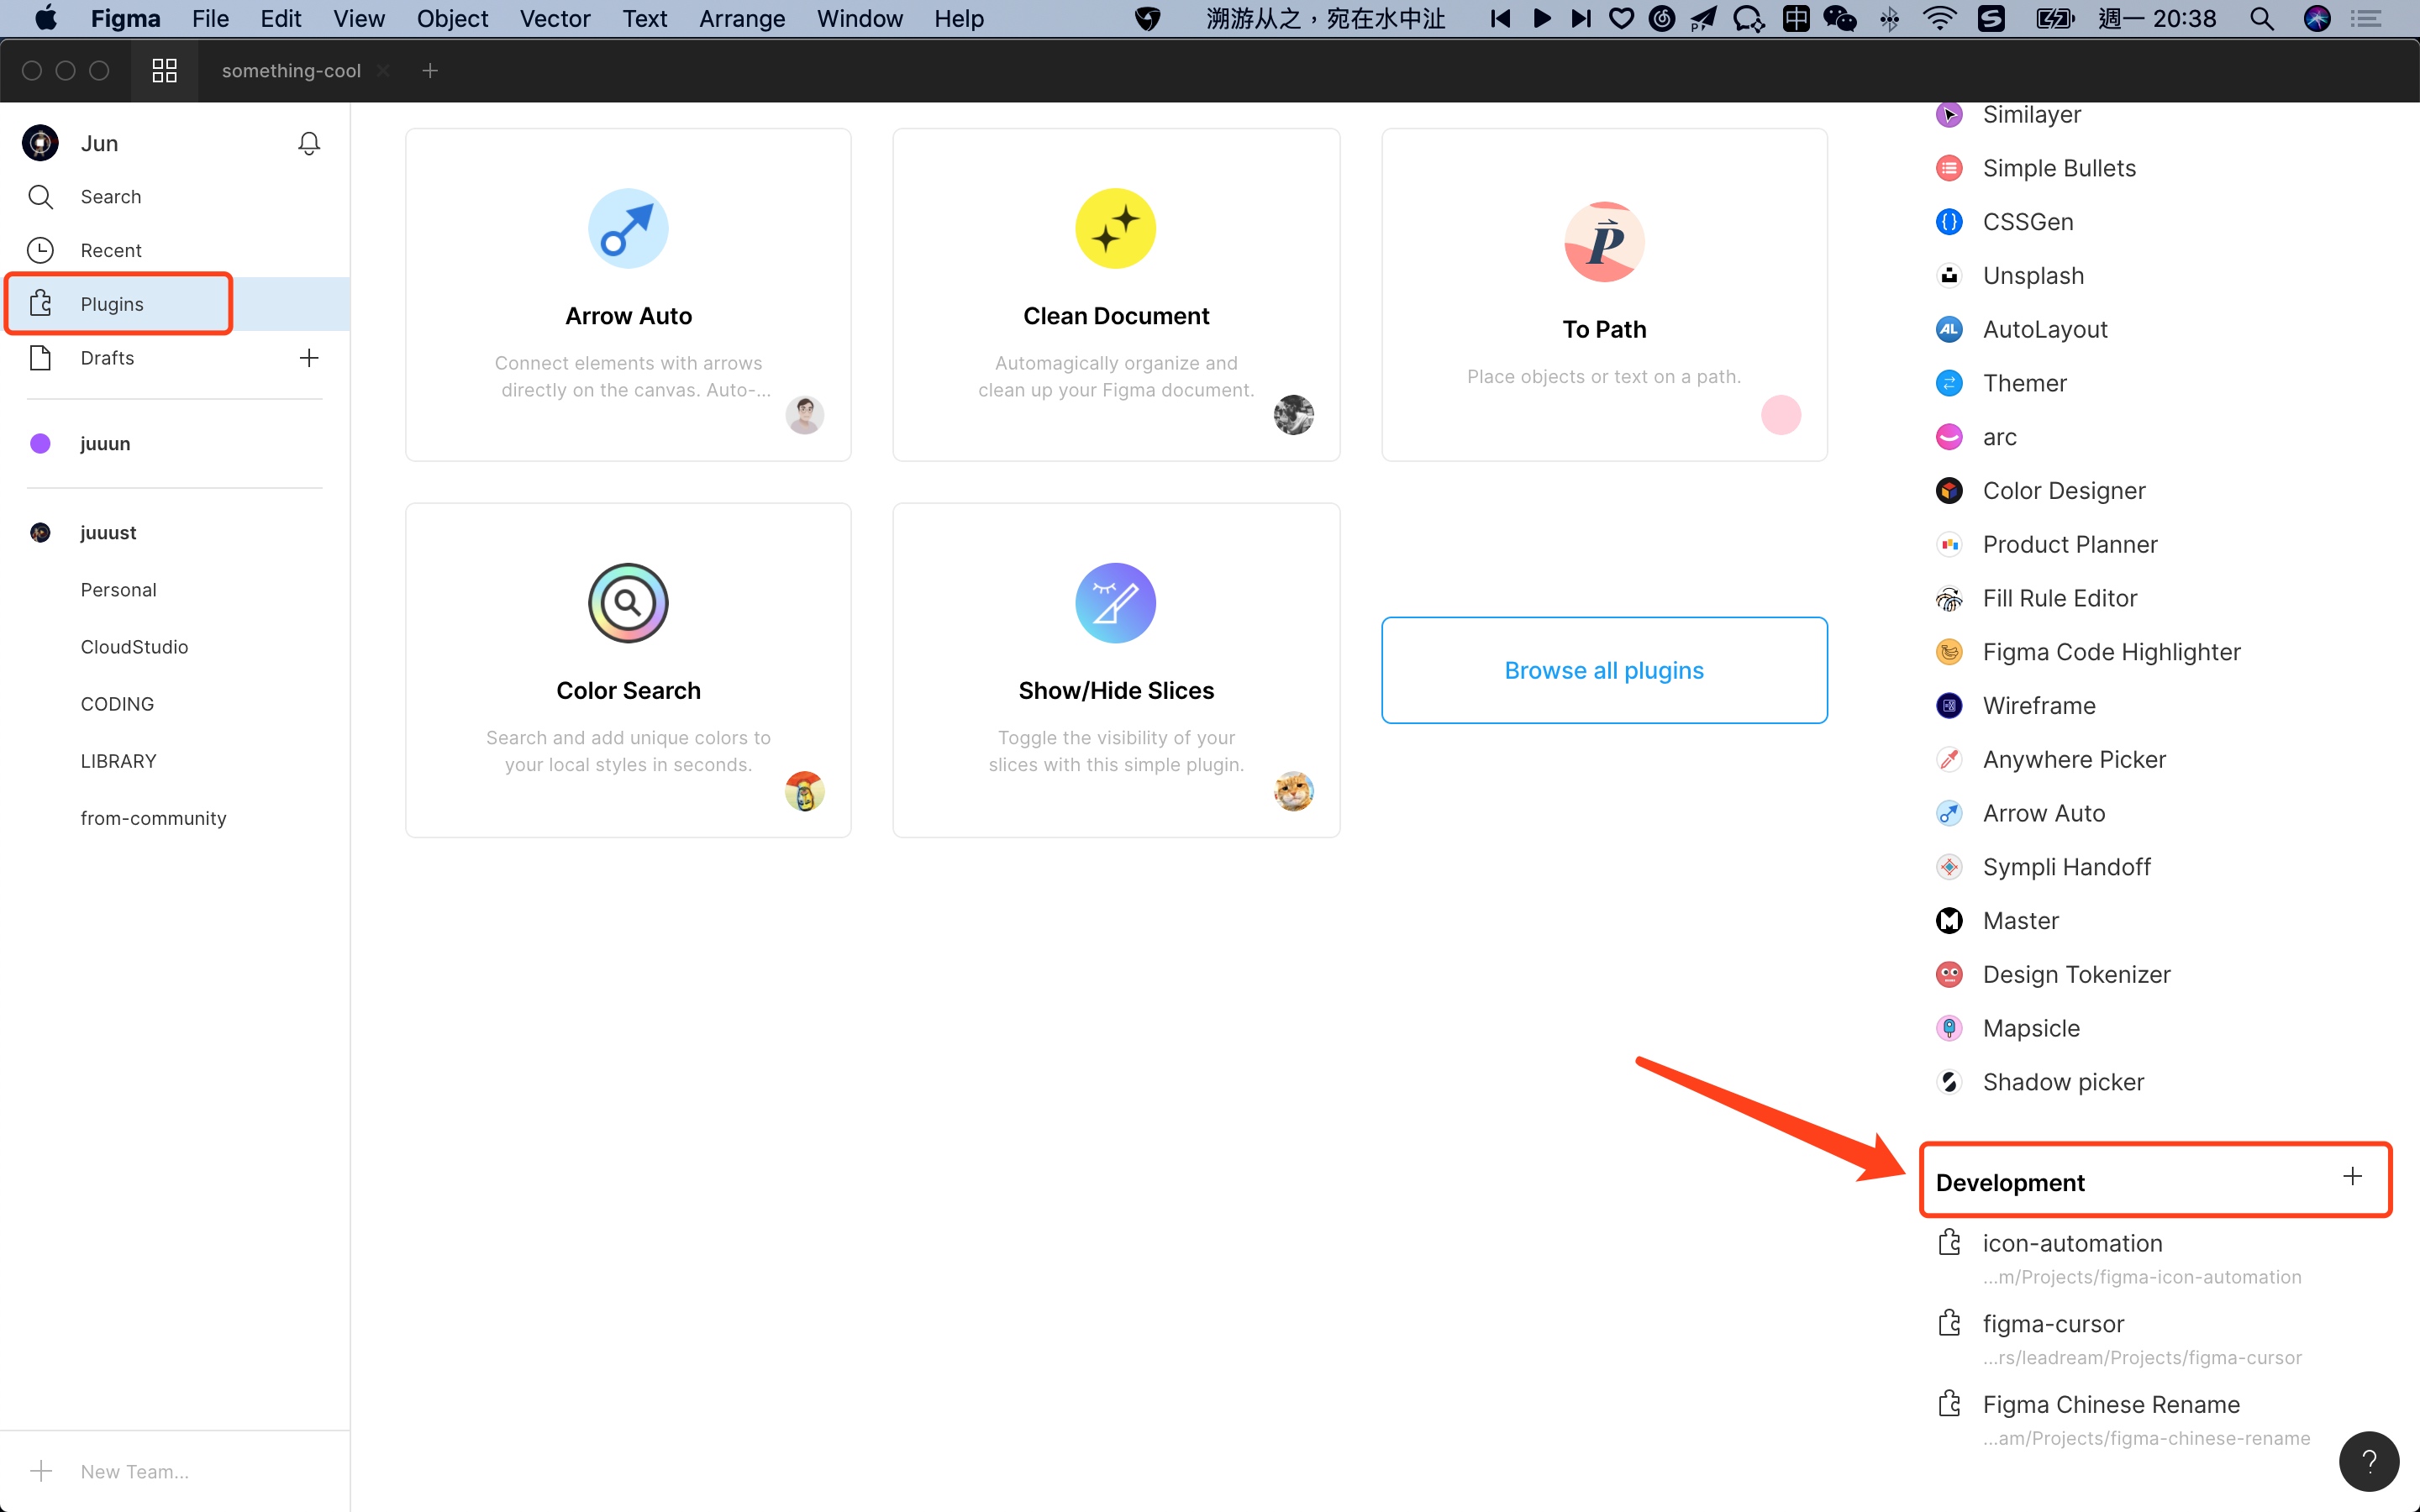 Figma File Edit View Object Vector Text Arrange Window Help 溯游从之，宛在水中沚 中 週一 20:38
something-cool
Jun
Search
Recent
Plugins
Drafts
juuun
juuust
Personal
CloudStudio
CODING
LIBRARY
from-community
New Team...
Arrow Auto
Connect elements with arrows
directly on the canvas. Auto-...
Clean Document
Automagically organize and
clean up your Figma document.
To Path
Place objects or text on a path.
Color Search
Search and add unique colors to
your local styles in seconds.
Show/Hide Slices
Toggle the visibility of your
slices with this simple plugin.
Browse all plugins
Similayer
Simple Bullets
CSSGen
Unsplash
AL AutoLayout
Themer
arc
Color Designer
Product Planner
Fill Rule Editor
Figma Code Highlighter
Wireframe
Anywhere Picker
Arrow Auto
Sympli Handoff
Master
Design Tokenizer
Mapsicle
Shadow picker
Development
icon-automation
...m/Projects/figma-icon-automation
figma-cursor
...rs/leadream/Projects/figma-cursor
Figma Chinese Rename
...am/Projects/figma-chinese-rename
?